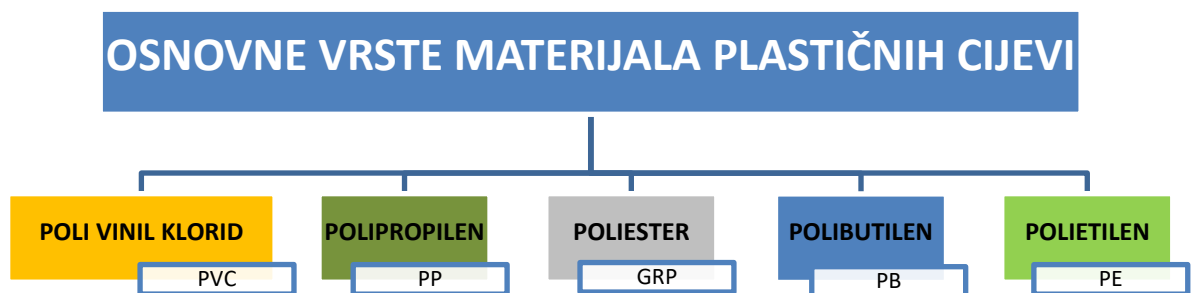 OSNOVNE VRSTE MATERIJALA PLASTIČNIH CIJEVI
POLI VINIL KLORID
PVC
POLIPROPILEN
PP
POLIESTER
GRP
POLIBUTILEN
PB
POLIETILEN
PE